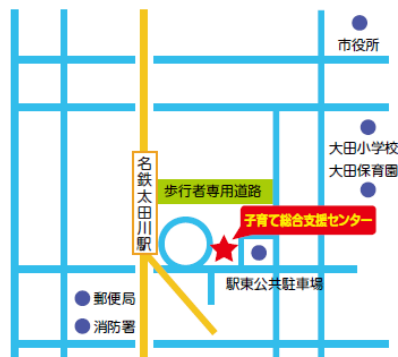 市役所
大田小学校
大田保育園
名鉄太田川駅
歩行者専用道路
子育て総合支援センター
駅東公共駐車場
郵便局
消防署